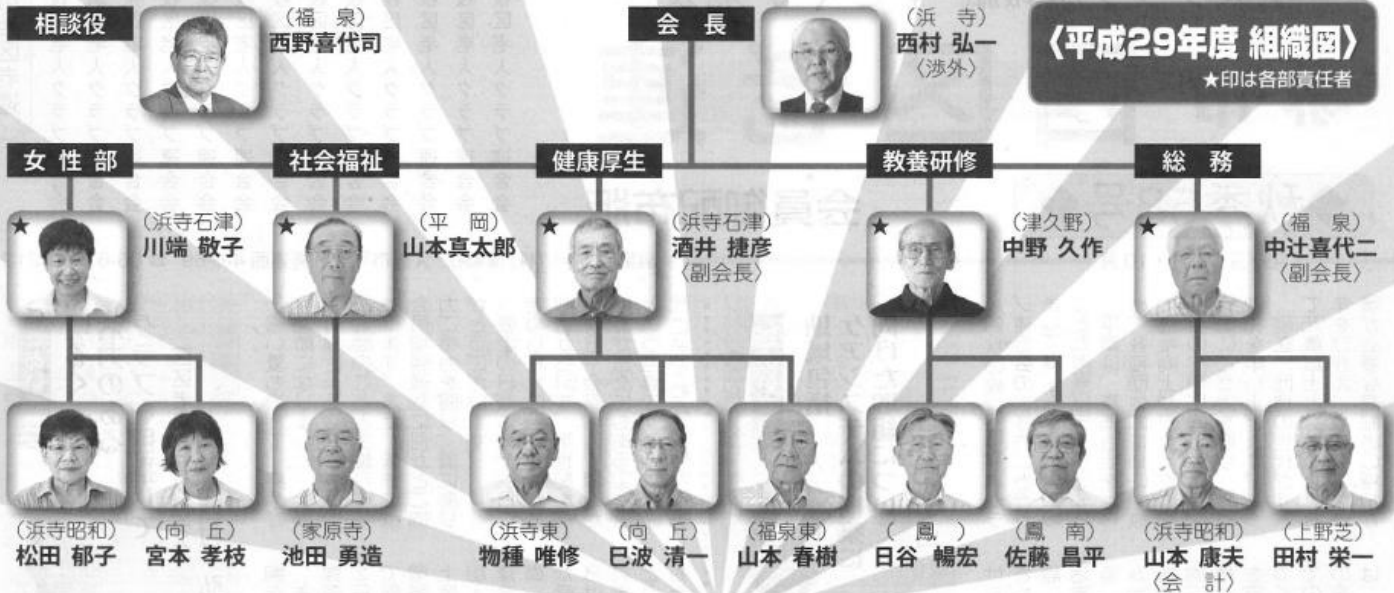 相談役
(福 泉)
西野喜代司
会長
(浜 寺)
西村 弘一
〈渉外〉
〈平成29年度 組織図〉
★印は各部責任者
女性部
社会福祉
健康厚生
教養研修
総務
★
(浜寺石津)
川端 敬子
★
(平 岡)
山本真太郎
★
(浜寺石津)
酒井 捷彦
〈副会長〉
★
(津久野)
中野 久作
★
(福 泉)
中辻喜代二
〈副会長〉
(浜寺昭和)
松田 郁子
(向 丘)
宮本 孝枝
(家原寺)
池田 勇造
(浜寺東)
物種 唯修
(向 丘)
巳波 清一
(福泉東)
山本 春樹
(鳳)
日谷 暢宏
(鳳 南)
佐藤 昌平
(浜寺昭和)
山本 康夫
〈会 計〉
(上野芝)
田村 栄一